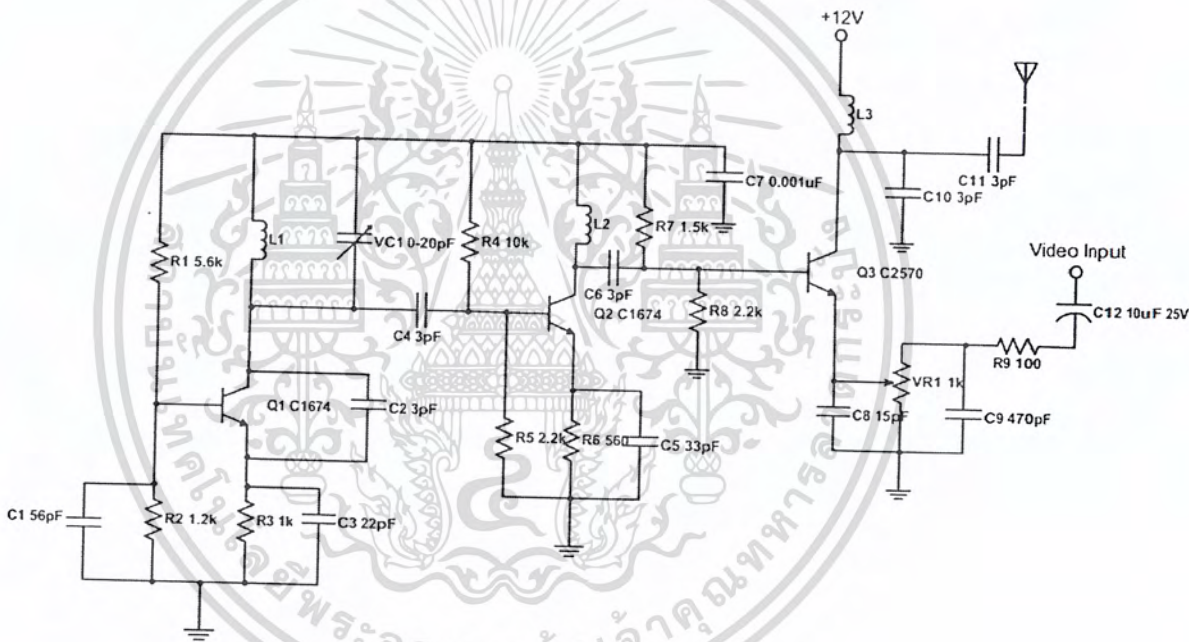 +12V
L3
C11 3pF
C10 3pF
C7 0.001uF
L1
VC1 0-20pF
R4 10k
L2
R7 1.5k
R1 5.6k
Video Input
C6 3pF
Q3 C2570
C12 10uF 25V
C4 3pF
Q2 C1674
R8 2.2k
R9 100
VR1 1k
Q1 C1674
C2 3pF
C8 15pF
C9 470pF
R5 2.2k
R6 560
C5 33pF
C1 56pF
R2 1.2k
R3 1k
C3 22pF